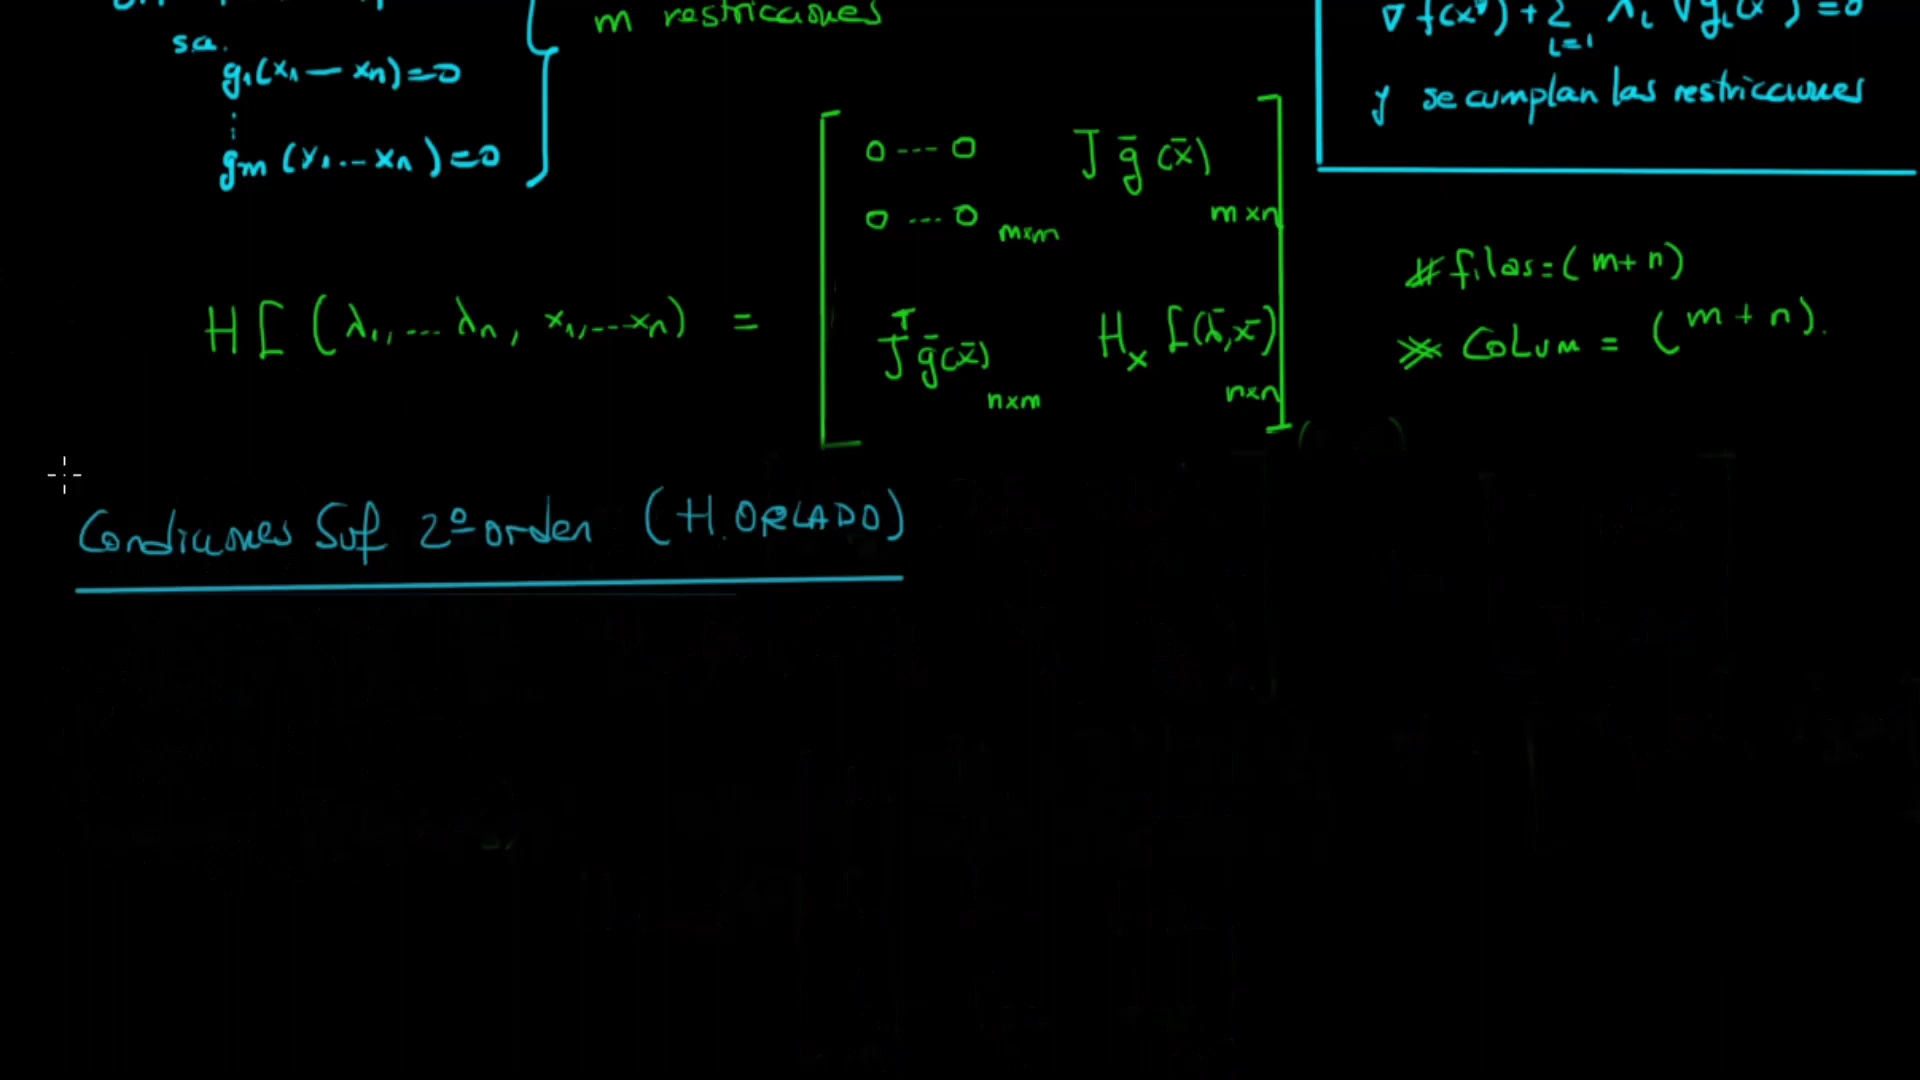 s.a.
g₁(x₁ — xn)=0
⋮
gm (x₁...xn)=0
m restricciones
∇f(x*)+Σ i=1 λi ∇gi(x*)=0
y se cumplan las restricciones
H L (λ₁,...λn, x₁,...xn) = [ 0 --- 0 J ḡ (x̄) m×n
0 --- 0 m×m
Jᵀ ḡ(x̄) n×m Hx L(λ̄,x̄) n×n ]
# filas=(m+n)
# Colum = (m+n).
Condiciones Suf 2º orden (H. ORLADO)